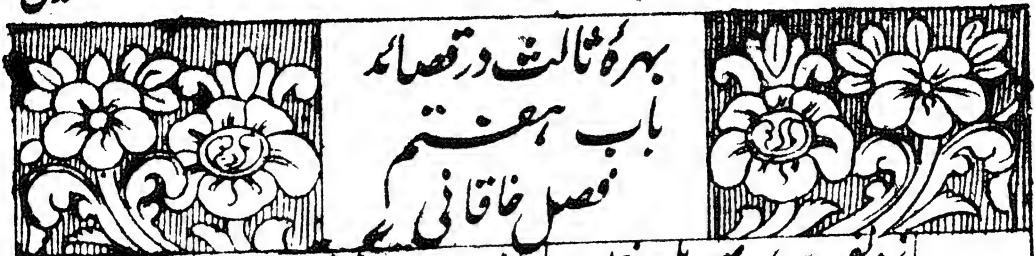 بهرهٔ ثالث در قصائد
باب هفتم
فصل خاقانی